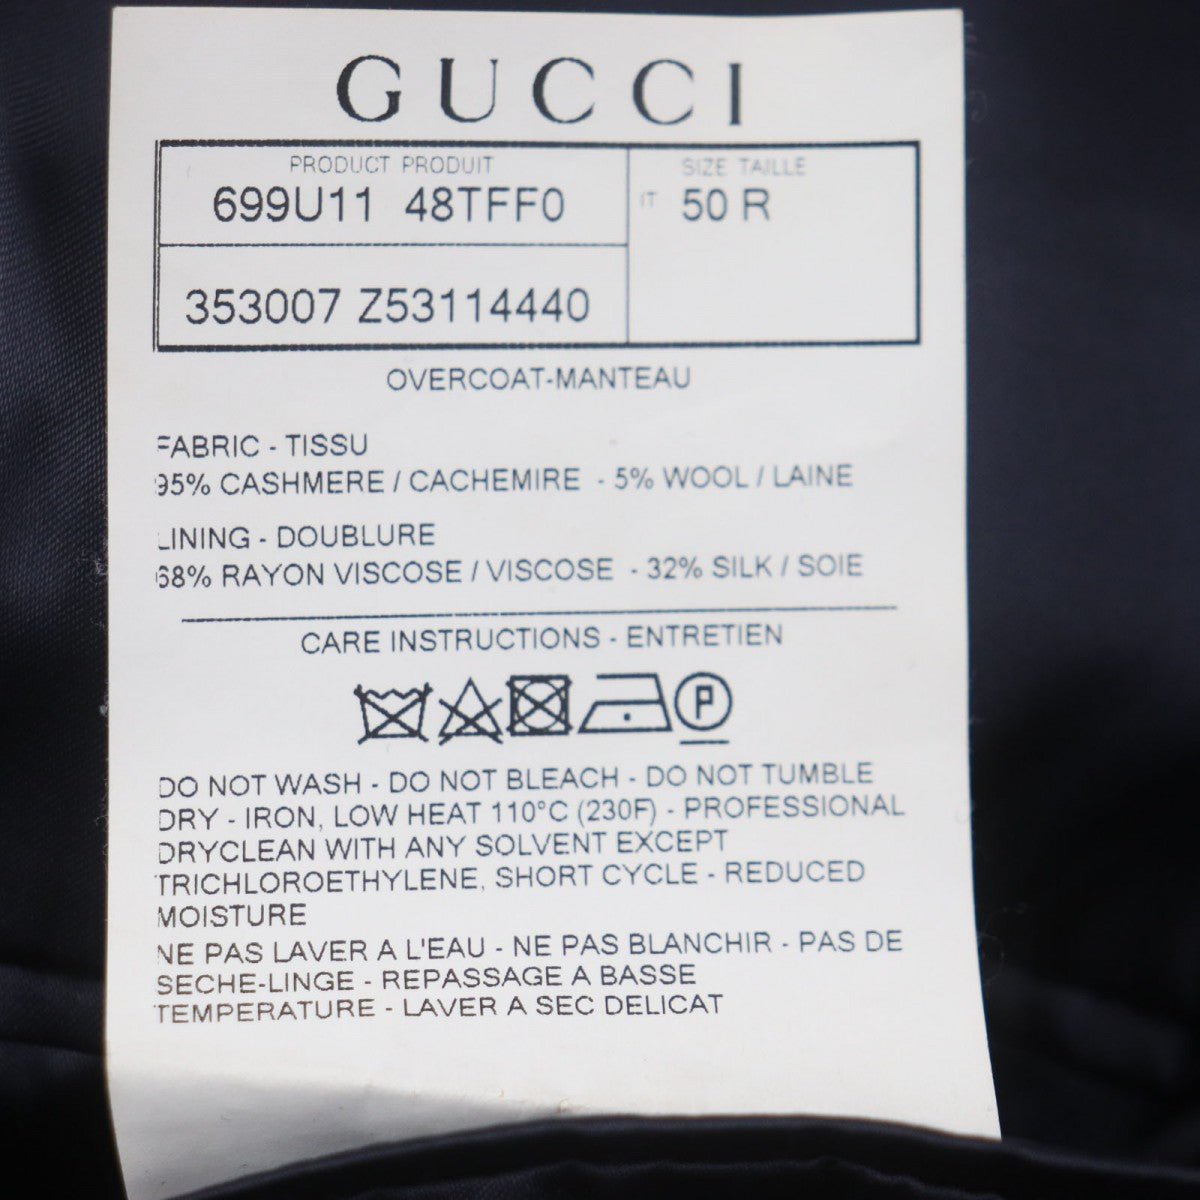 GUCCI
PRODUCT PRODUIT
699U11 48TFF0
SIZE TAILLE
IT 50 R
353007 Z53114440
OVERCOAT-MANTEAU
FABRIC - TISSU
95% CASHMERE / CACHEMIRE - 5% WOOL / LAINE
LINING - DOUBLURE
68% RAYON VISCOSE / VISCOSE - 32% SILK / SOIE
CARE INSTRUCTIONS - ENTRETIEN
P
DO NOT WASH - DO NOT BLEACH - DO NOT TUMBLE
DRY - IRON, LOW HEAT 110°C (230F) - PROFESSIONAL
DRYCLEAN WITH ANY SOLVENT EXCEPT
TRICHLOROETHYLENE, SHORT CYCLE - REDUCED
MOISTURE
NE PAS LAVER A L'EAU - NE PAS BLANCHIR - PAS DE
SECHE-LINGE - REPASSAGE A BASSE
TEMPERATURE - LAVER A SEC DELICAT